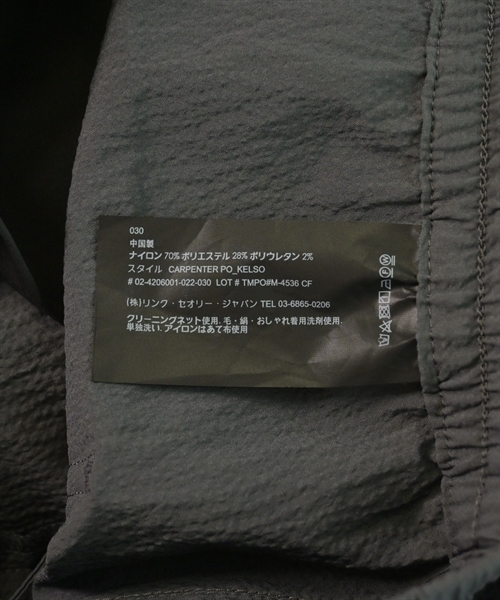 030
中国製
ナイロン 70% ポリエステル 28% ポリウレタン 2%
スタイル CARPENTER PO_KELSO
# 02-4206001-022-030 LOT # TMPO#M-4536 CF
(株)リンク・セオリー・ジャパン TEL 03-6865-0206
クリーニングネット使用、毛・絹・おしゃれ着用洗剤使用、
単独洗い、アイロンはあて布使用